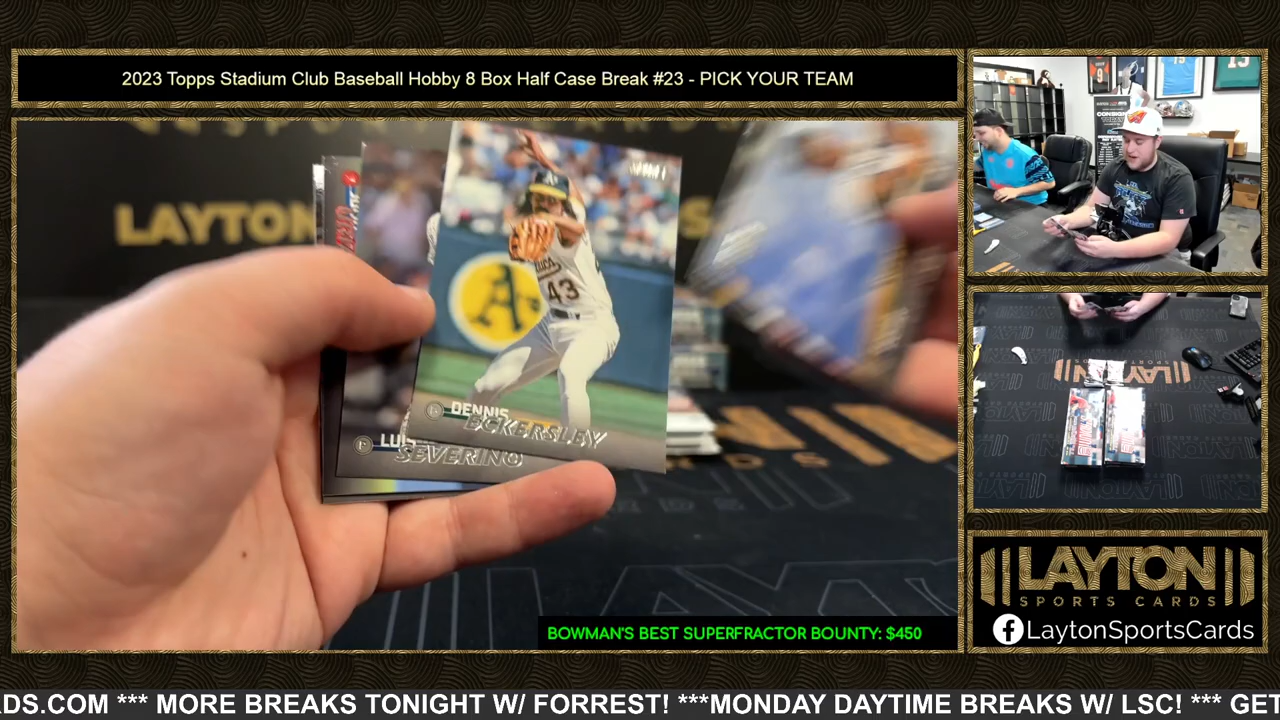 2023 Topps Stadium Club Baseball Hobby 8 Box Half Case Break #23 - PICK YOUR TEAM
LAYTON
A's
43
DENNIS
ECKERSLEY
LUIS
SEVERINO
BOWMAN'S BEST SUPERFRACTOR BOUNTY: $450
LAYTON
SPORTS CARDS
LaytonSportsCards
DS.COM *** MORE BREAKS TONIGHT W/ FORREST! ***MONDAY DAYTIME BREAKS W/ LSC! *** GET